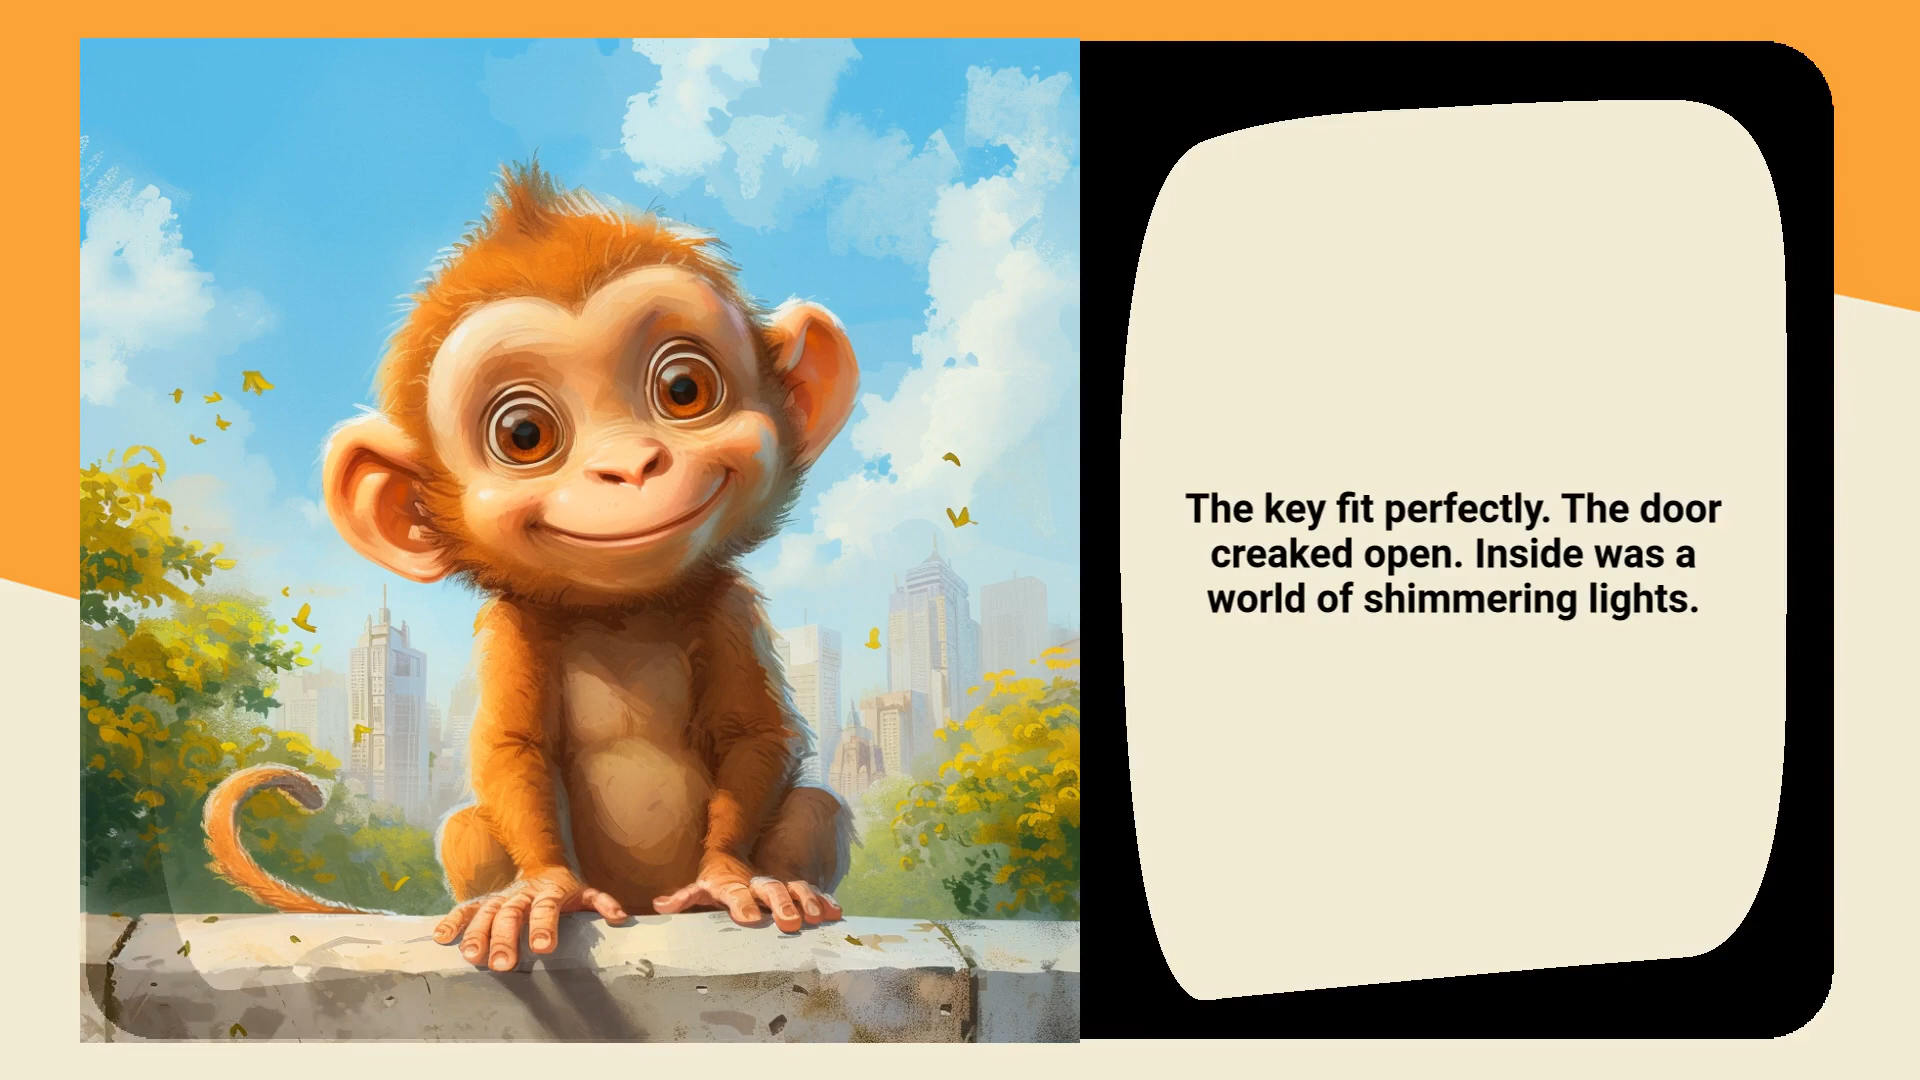 The key fit perfectly. The door
creaked open. Inside was a
world of shimmering lights.